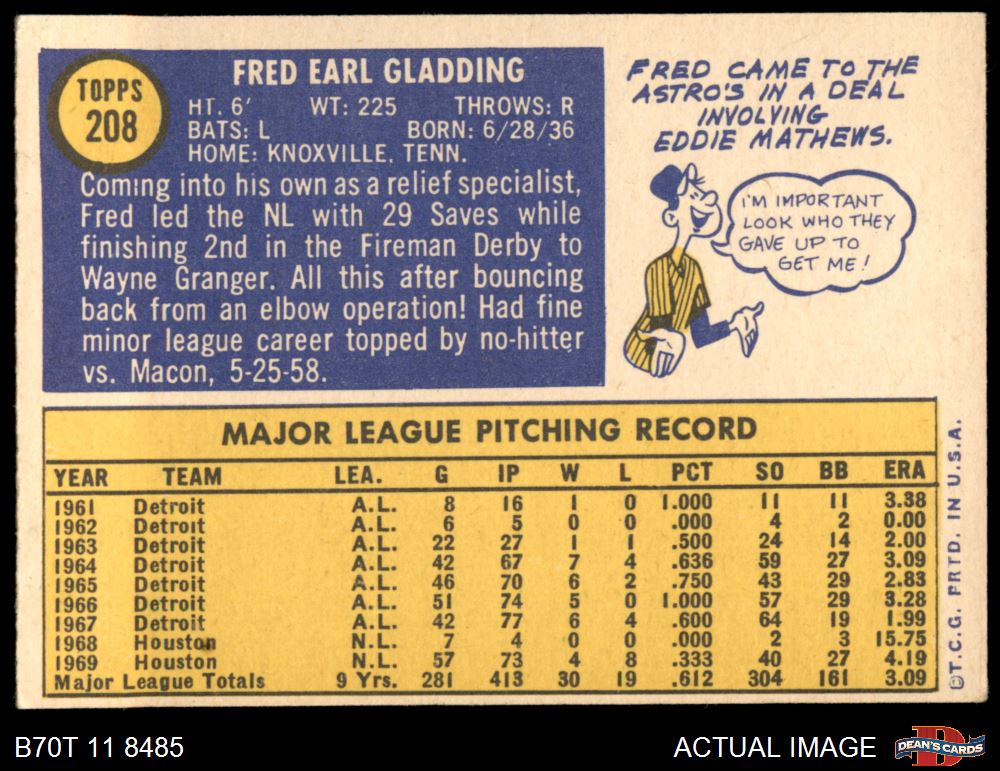 TOPPS
208
FRED EARL GLADDING
HT. 6' WT: 225 THROWS: R
BATS: L BORN: 6/28/36
HOME: KNOXVILLE, TENN.
Coming into his own as a relief specialist,
Fred led the NL with 29 Saves while
finishing 2nd in the Fireman Derby to
Wayne Granger. All this after bouncing
back from an elbow operation! Had fine
minor league career topped by no-hitter
vs. Macon, 5-25-58.
FRED CAME TO THE
ASTRO'S IN A DEAL
INVOLVING
EDDIE MATHEWS.
I'M IMPORTANT
LOOK WHO THEY
GAVE UP TO
GET ME!
MAJOR LEAGUE PITCHING RECORD
YEAR TEAM LEA. G IP W L PCT SO BB ERA
1961 Detroit A.L. 8 16 1 0 1.000 11 11 3.38
1962 Detroit A.L. 6 5 0 0 .000 4 2 0.00
1963 Detroit A.L. 22 27 1 1 .500 24 14 2.00
1964 Detroit A.L. 42 67 7 4 .636 59 27 3.09
1965 Detroit A.L. 46 70 6 2 .750 43 29 2.83
1966 Detroit A.L. 51 74 5 0 1.000 57 29 3.28
1967 Detroit A.L. 42 77 6 4 .600 64 19 1.99
1968 Houston N.L. 7 4 0 0 .000 2 3 15.75
1969 Houston N.L. 57 73 4 8 .333 40 27 4.19
Major League Totals 9 Yrs. 281 413 30 19 .612 304 161 3.09
©T.C.G. PRTD. IN U.S.A.
B70T 11 8485
ACTUAL IMAGE
DEAN'S CARDS